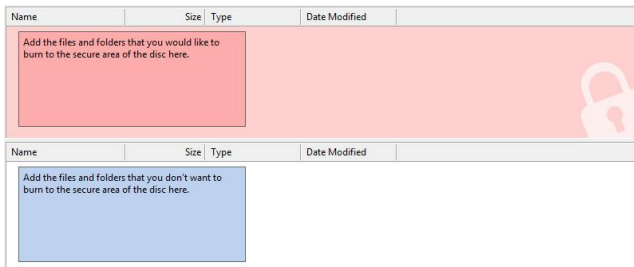 Name Size Type Date Modified
Add the files and folders that you would like to
burn to the secure area of the disc here.
Name Size Type Date Modified
Add the files and folders that you don't want to
burn to the secure area of the disc here.